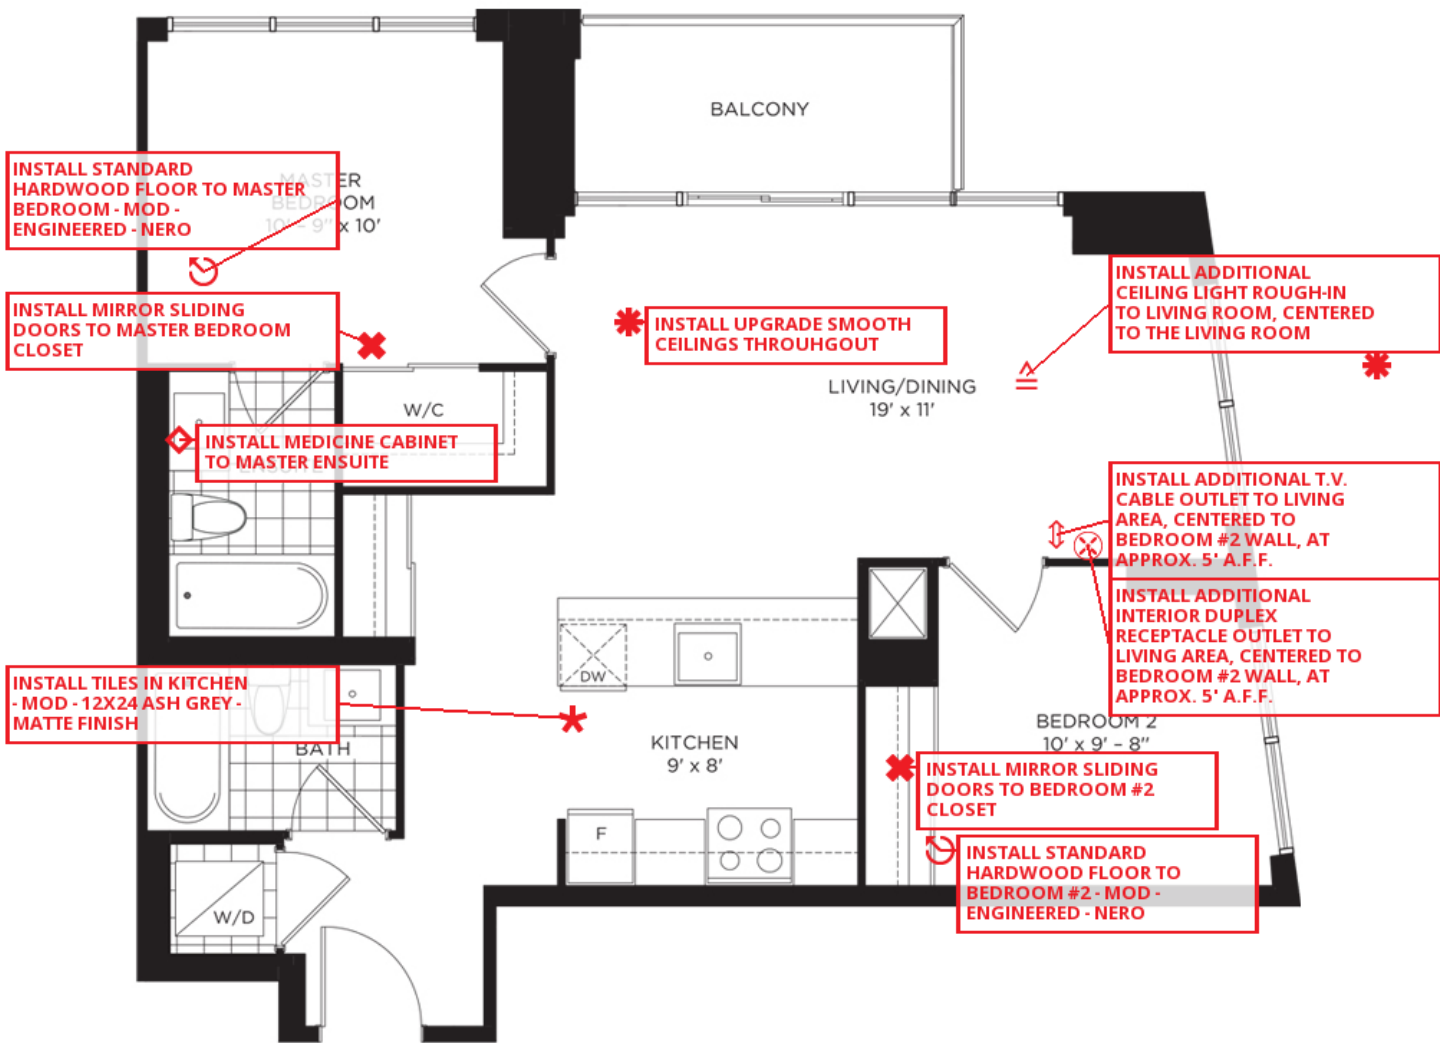 BALCONY
INSTALL STANDARD
HARDWOOD FLOOR TO MASTER
BEDROOM - MOD -
ENGINEERED - NERO
MASTER
BEDROOM
10' - 9" x 10'
INSTALL MIRROR SLIDING
DOORS TO MASTER BEDROOM
CLOSET
INSTALL UPGRADE SMOOTH
CEILINGS THROUHGOUT
INSTALL ADDITIONAL
CEILING LIGHT ROUGH-IN
TO LIVING ROOM, CENTERED
TO THE LIVING ROOM
LIVING/DINING
19' x 11'
W/C
INSTALL MEDICINE CABINET
TO MASTER ENSUITE
ENSUITE
INSTALL ADDITIONAL T.V.
CABLE OUTLET TO LIVING
AREA, CENTERED TO
BEDROOM #2 WALL, AT
APPROX. 5' A.F.F.
INSTALL ADDITIONAL
INTERIOR DUPLEX
RECEPTACLE OUTLET TO
LIVING AREA, CENTERED TO
BEDROOM #2 WALL, AT
APPROX. 5' A.F.F.
INSTALL TILES IN KITCHEN
- MOD - 12X24 ASH GREY -
MATTE FINISH
BATH
DW
KITCHEN
9' x 8'
BEDROOM 2
10' x 9' - 8"
INSTALL MIRROR SLIDING
DOORS TO BEDROOM #2
CLOSET
F
INSTALL STANDARD
HARDWOOD FLOOR TO
BEDROOM #2 - MOD -
ENGINEERED - NERO
W/D